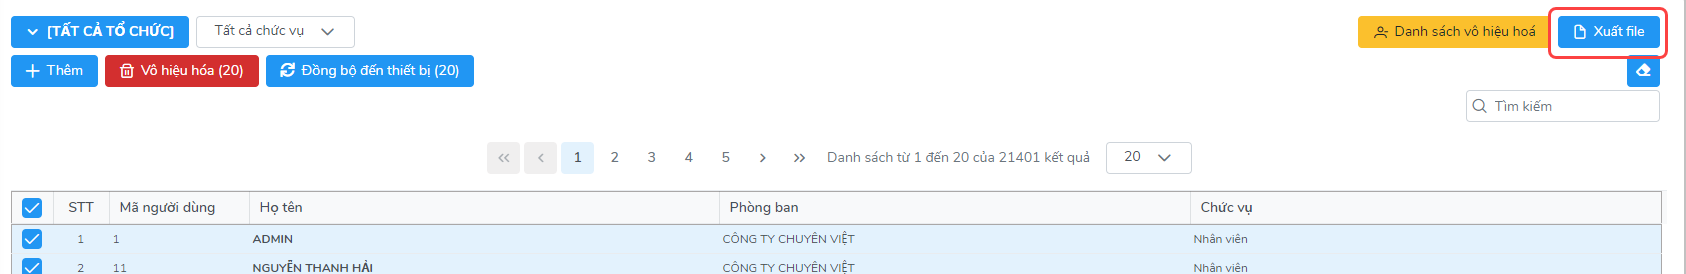 [TẤT CẢ TỔ CHỨC] Tất cả chức vụ Danh sách vô hiệu hoá Xuất file
Thêm Vô hiệu hóa (20) Đồng bộ đến thiết bị (20)
Tìm kiếm
1 2 3 4 5 Danh sách từ 1 đến 20 của 21401 kết quả 20
STT Mã người dùng Họ tên Phòng ban Chức vụ
1 1 ADMIN CÔNG TY CHUYÊN VIỆT Nhân viên
2 11 NGUYỄN THANH HẢI CÔNG TY CHUYÊN VIỆT Nhân viên